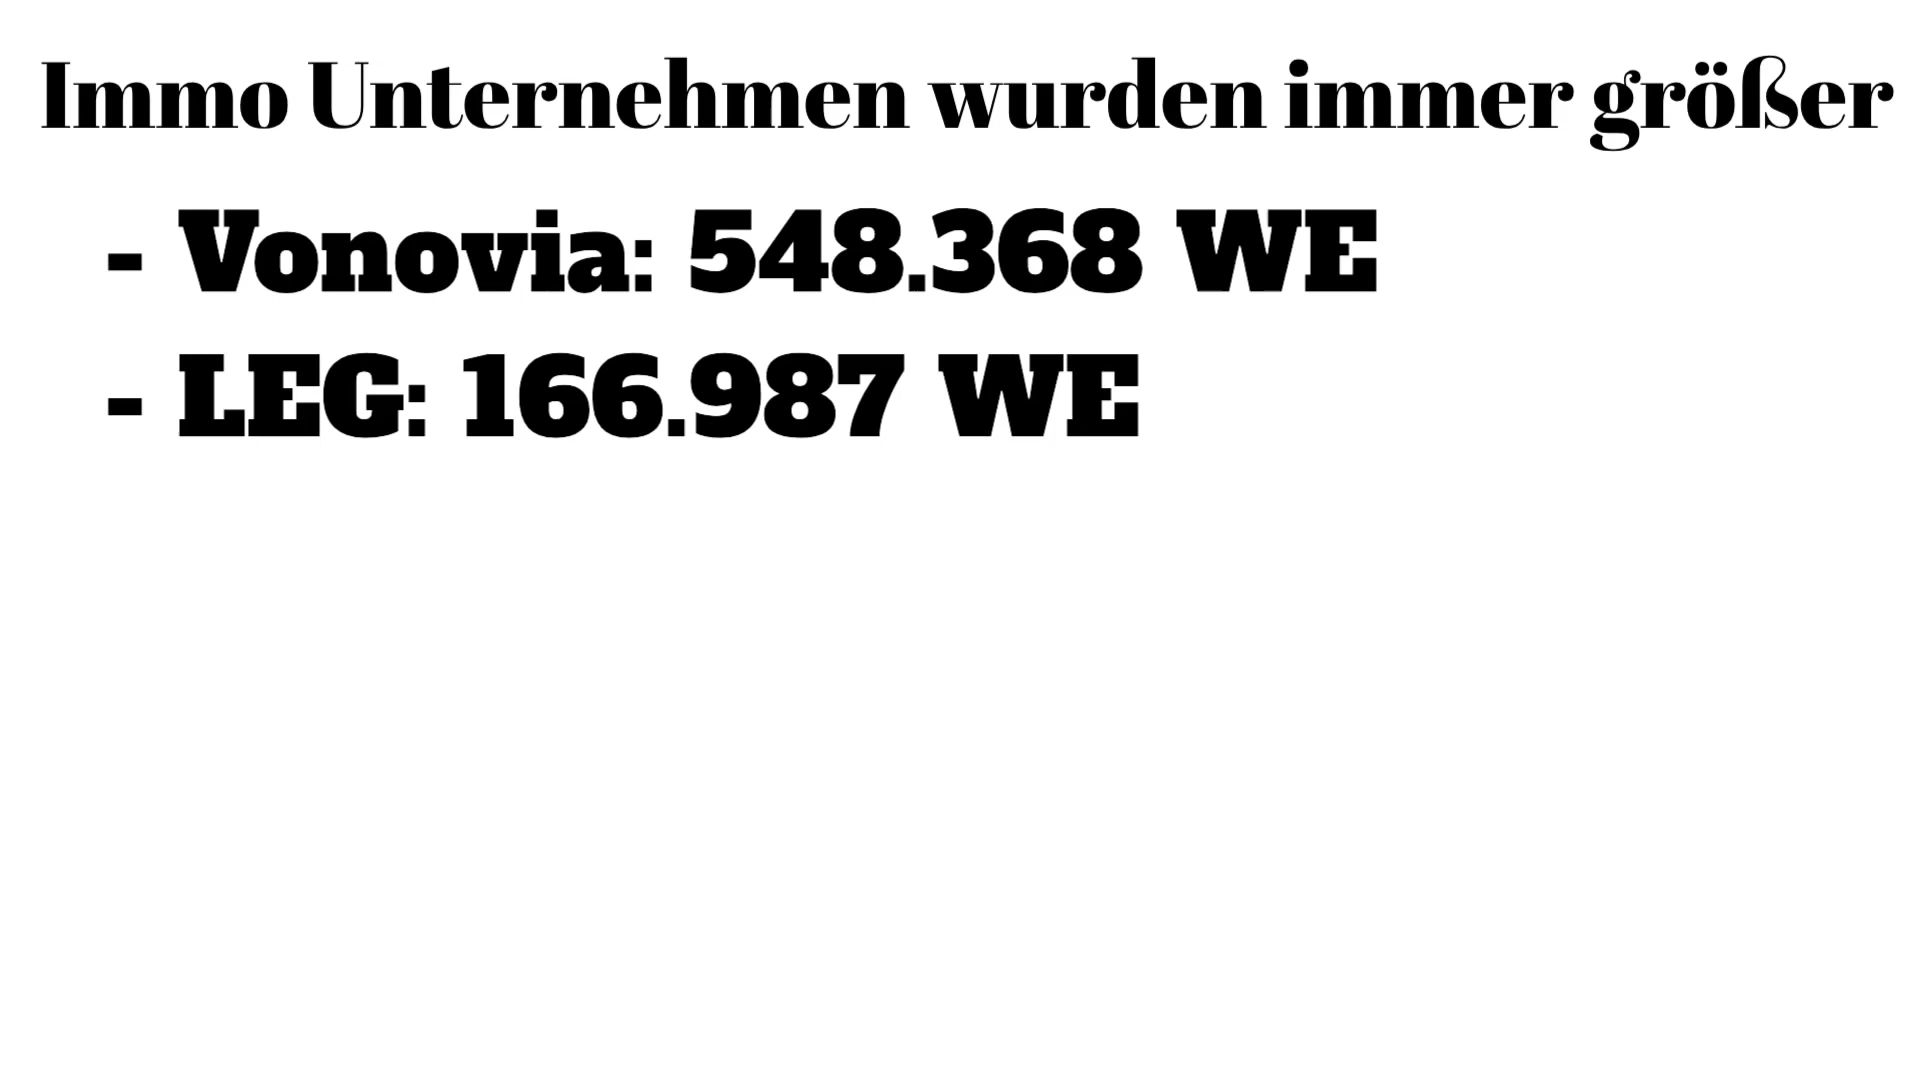 Immo Unternehmen wurden immer größer
- Vonovia: 548.368 WE
- LEG: 166.987 WE